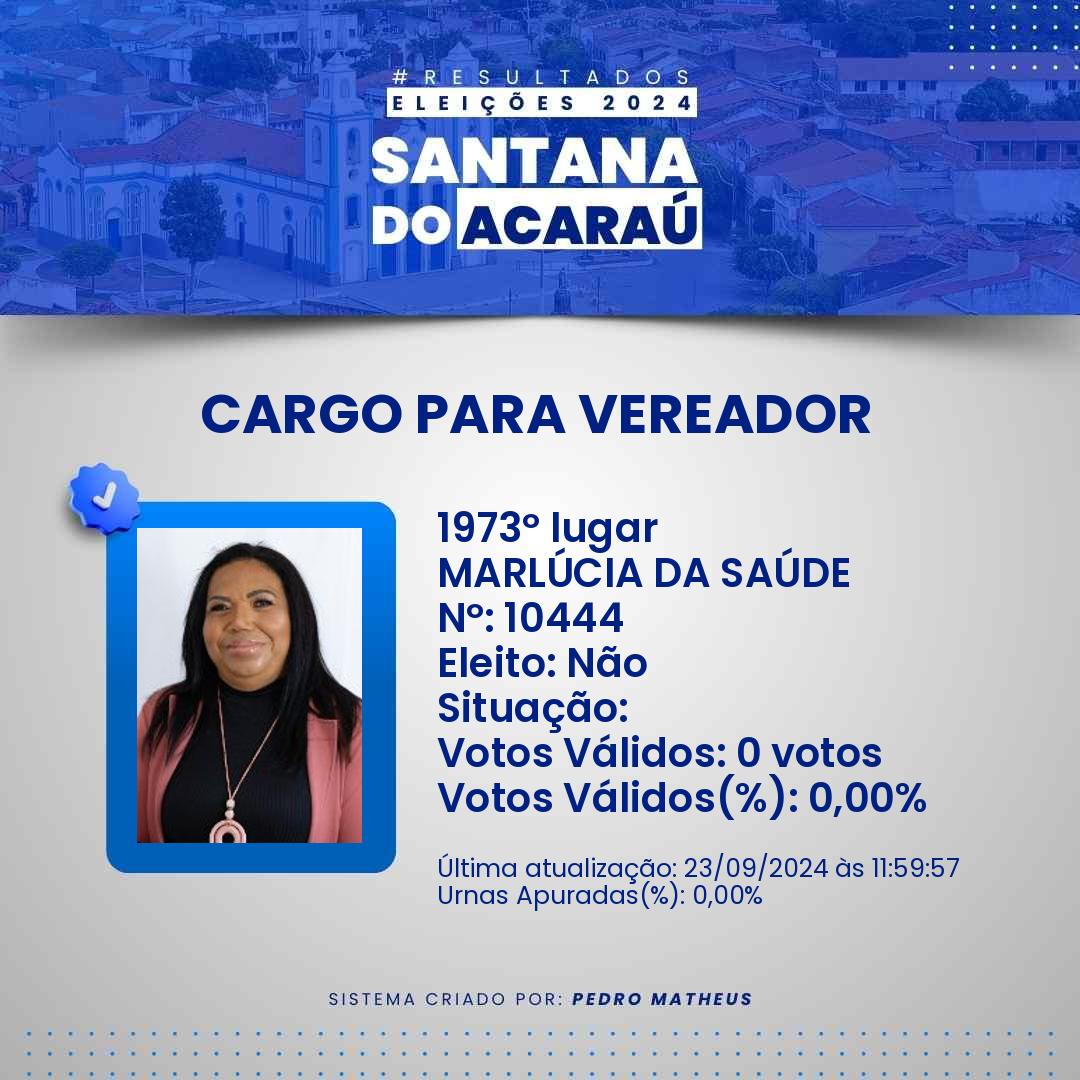 #RESULTADOS
ELEIÇÕES 2024
SANTANA
DO ACARAÚ
CARGO PARA VEREADOR
1973º lugar
MARLÚCIA DA SAÚDE
Nº: 10444
Eleito: Não
Situação:
Votos Válidos: 0 votos
Votos Válidos(%): 0,00%
Última atualização: 23/09/2024 às 11:59:57
Urnas Apuradas(%): 0,00%
SISTEMA CRIADO POR: PEDRO MATHEUS